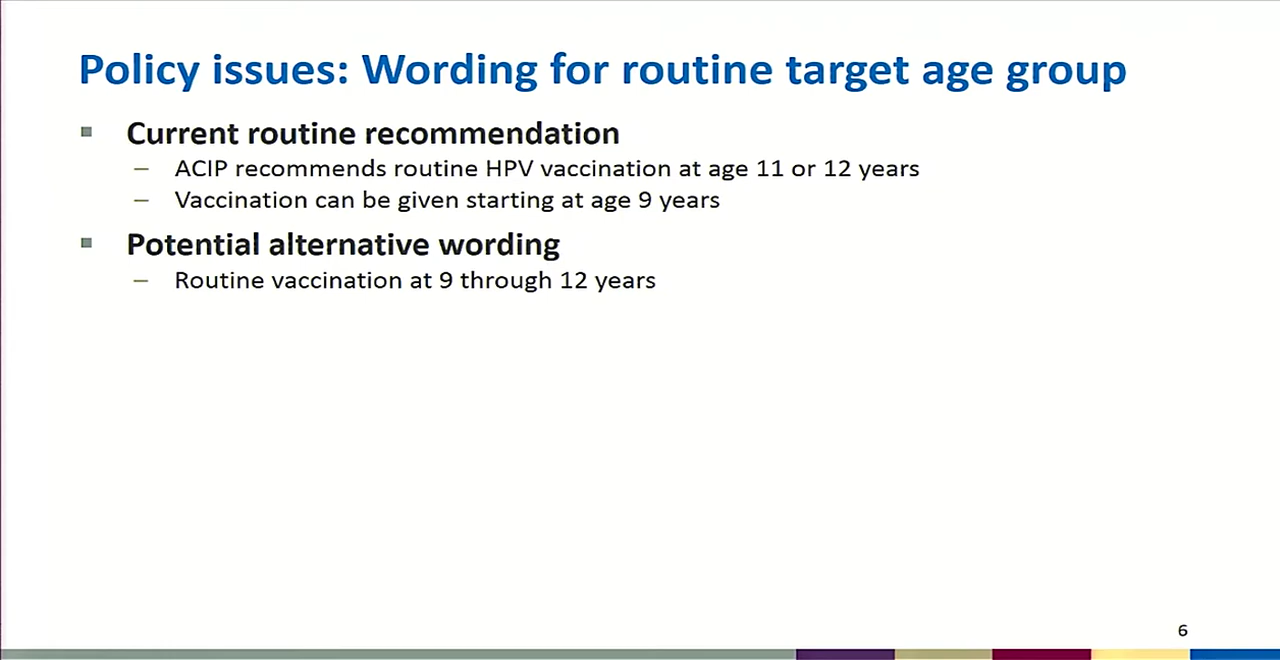 Policy issues: Wording for routine target age group
Current routine recommendation
– ACIP recommends routine HPV vaccination at age 11 or 12 years
– Vaccination can be given starting at age 9 years
Potential alternative wording
– Routine vaccination at 9 through 12 years
6